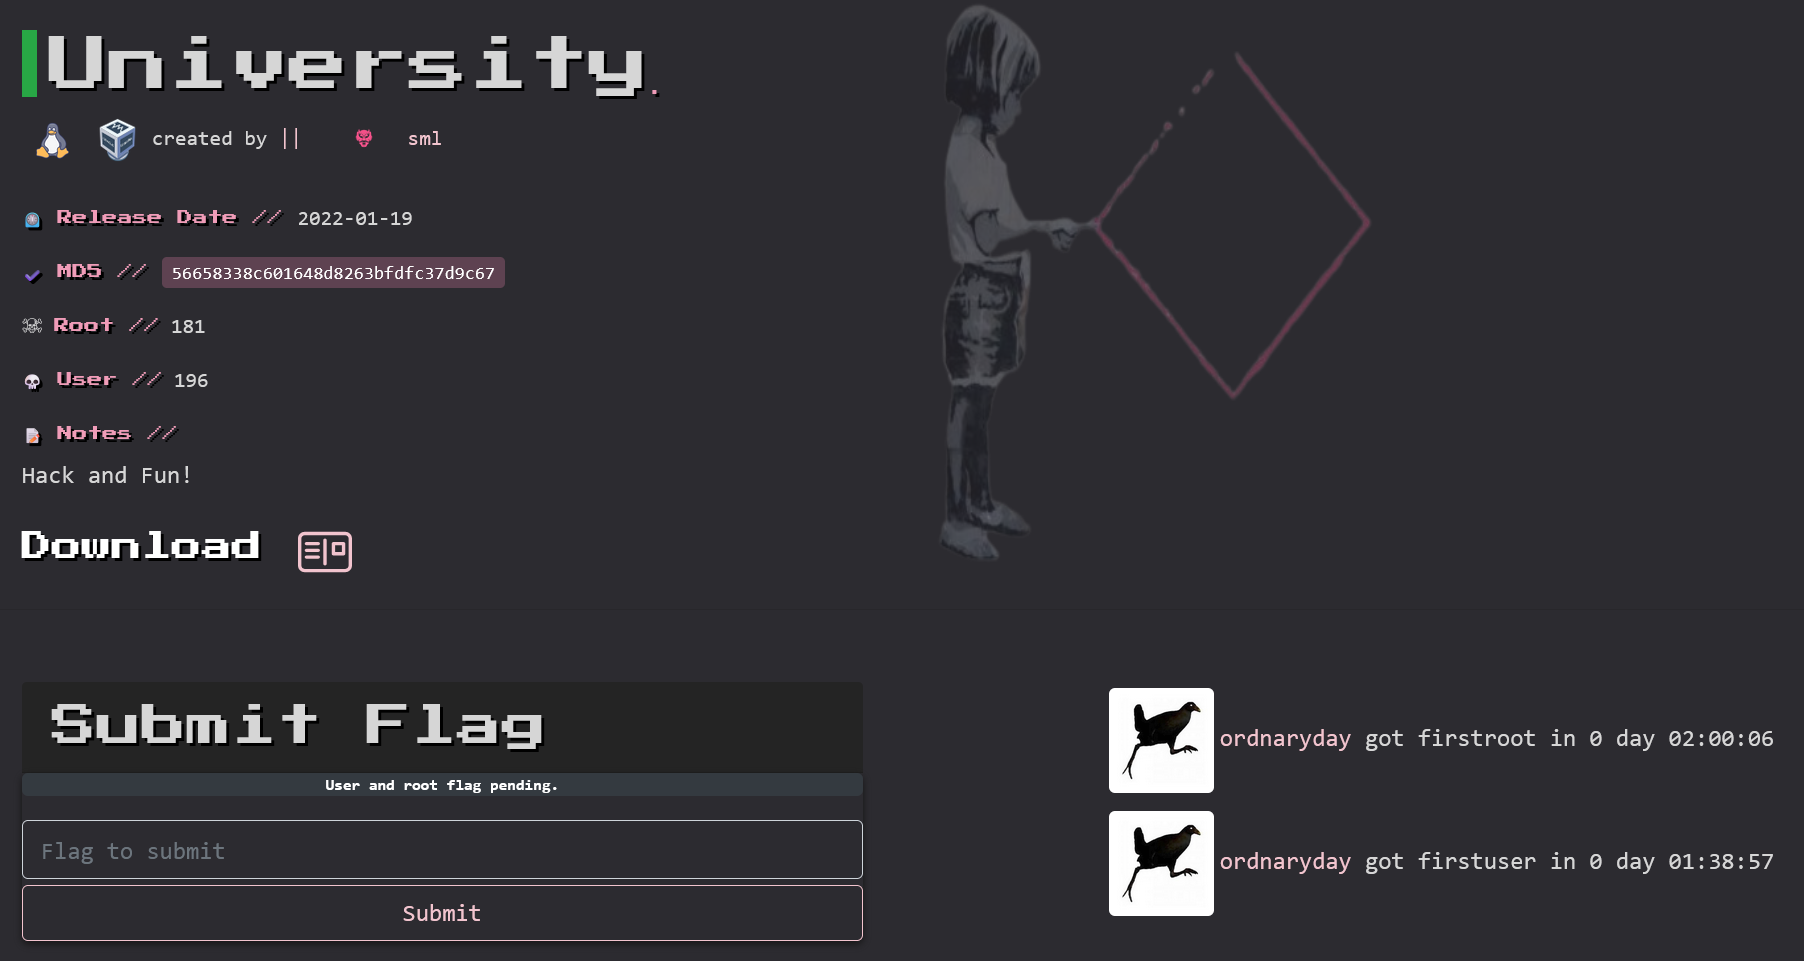 University.
created by || sml
Release Date // 2022-01-19
MD5 // 56658338c601648d8263bfdfc37d9c67
Root // 181
User // 196
Notes //
Hack and Fun!
Download
Submit Flag
User and root flag pending.
Flag to submit
Submit
ordnaryday got firstroot in 0 day 02:00:06
ordnaryday got firstuser in 0 day 01:38:57